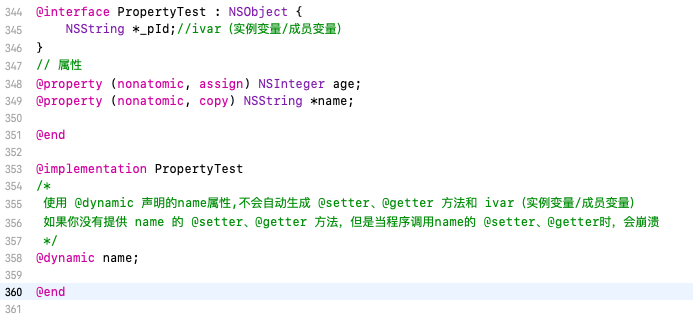 344 @interface PropertyTest : NSObject {
345     NSString *_pId;//ivar（实例变量/成员变量）
346 }
347 // 属性
348 @property (nonatomic, assign) NSInteger age;
349 @property (nonatomic, copy) NSString *name;
350
351 @end
352
353 @implementation PropertyTest
354 /*
355  使用 @dynamic 声明的name属性,不会自动生成 @setter、@getter 方法和 ivar（实例变量/成员变量）
356  如果你没有提供 name 的 @setter、@getter 方法，但是当程序调用name的 @setter、@getter时，会崩溃
357  */
358 @dynamic name;
359
360 @end
361